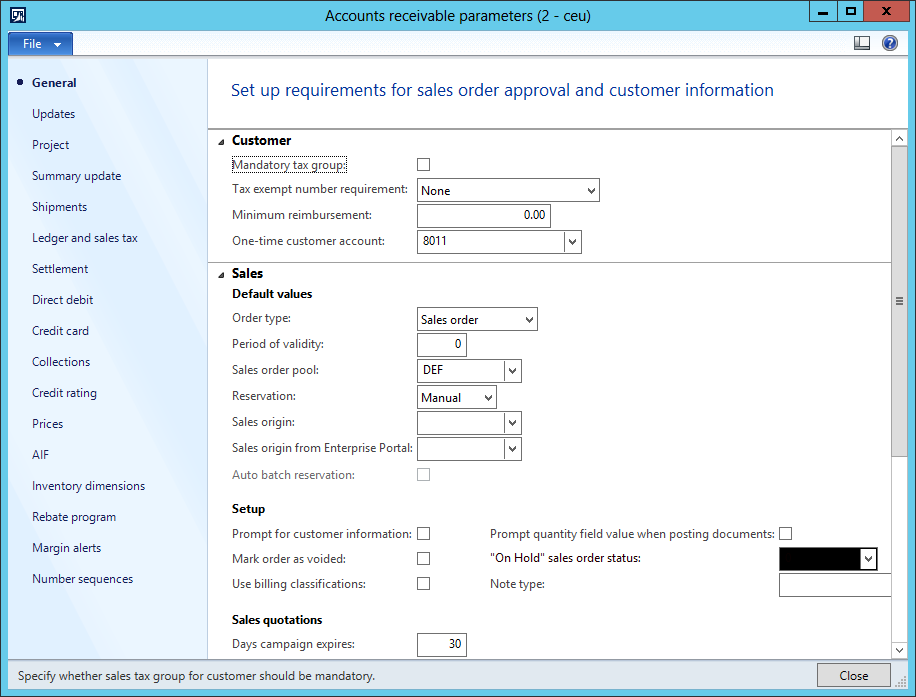 Accounts receivable parameters (2 - ceu)
File
General
Updates
Project
Summary update
Shipments
Ledger and sales tax
Settlement
Direct debit
Credit card
Collections
Credit rating
Prices
AIF
Inventory dimensions
Rebate program
Margin alerts
Number sequences
Set up requirements for sales order approval and customer information
Customer
Mandatory tax group:
Tax exempt number requirement: None
Minimum reimbursement: 0.00
One-time customer account: 8011
Sales
Default values
Order type: Sales order
Period of validity: 0
Sales order pool: DEF
Reservation: Manual
Sales origin:
Sales origin from Enterprise Portal:
Auto batch reservation:
Setup
Prompt for customer information: Prompt quantity field value when posting documents:
Mark order as voided: "On Hold" sales order status:
Use billing classifications: Note type:
Sales quotations
Days campaign expires: 30
Specify whether sales tax group for customer should be mandatory. Close